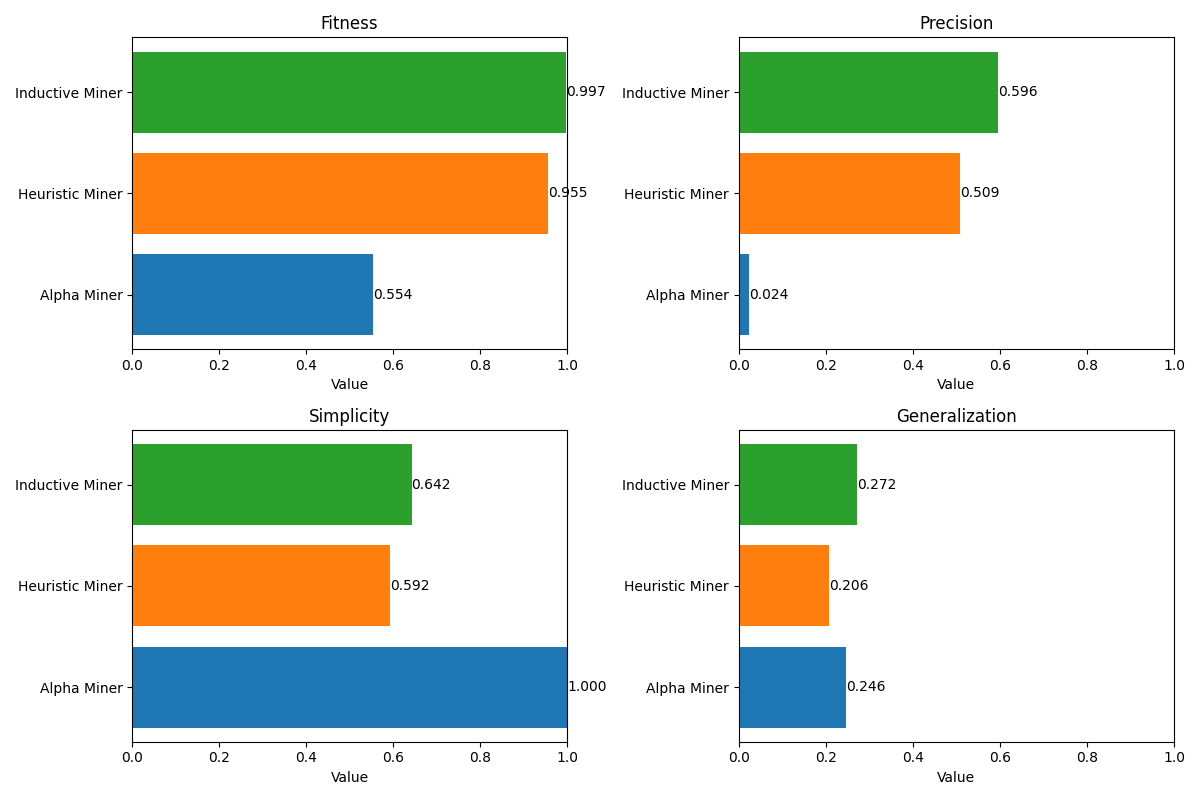 Fitness
Inductive Miner
0.997
Heuristic Miner
0.955
Alpha Miner
0.554
0.0 0.2 0.4 0.6 0.8 1.0
Value
Precision
Inductive Miner
0.596
Heuristic Miner
0.509
Alpha Miner
0.024
0.0 0.2 0.4 0.6 0.8 1.0
Value
Simplicity
Inductive Miner
0.642
Heuristic Miner
0.592
Alpha Miner
1.000
0.0 0.2 0.4 0.6 0.8 1.0
Value
Generalization
Inductive Miner
0.272
Heuristic Miner
0.206
Alpha Miner
0.246
0.0 0.2 0.4 0.6 0.8 1.0
Value